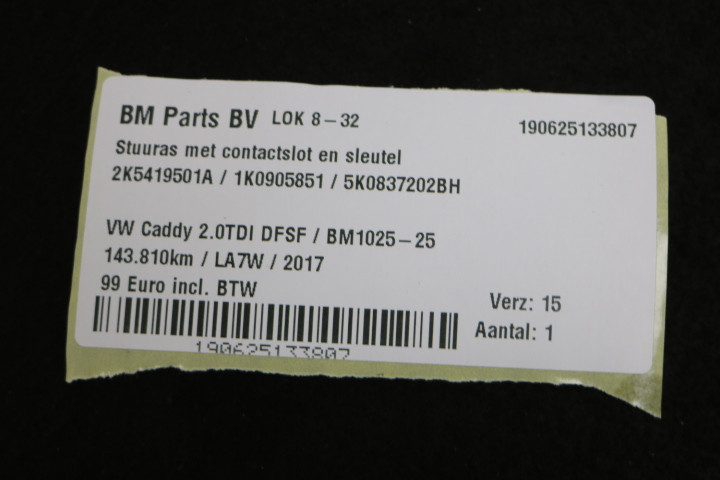 BM Parts BV LOK 8-32 190625133807
Stuuras met contactslot en sleutel
2K5419501A / 1K0905851 / 5K0837202BH
VW Caddy 2.0TDI DFSF / BM1025-25
143.810km / LA7W / 2017
99 Euro incl. BTW
Verz: 15
Aantal: 1
190625133807